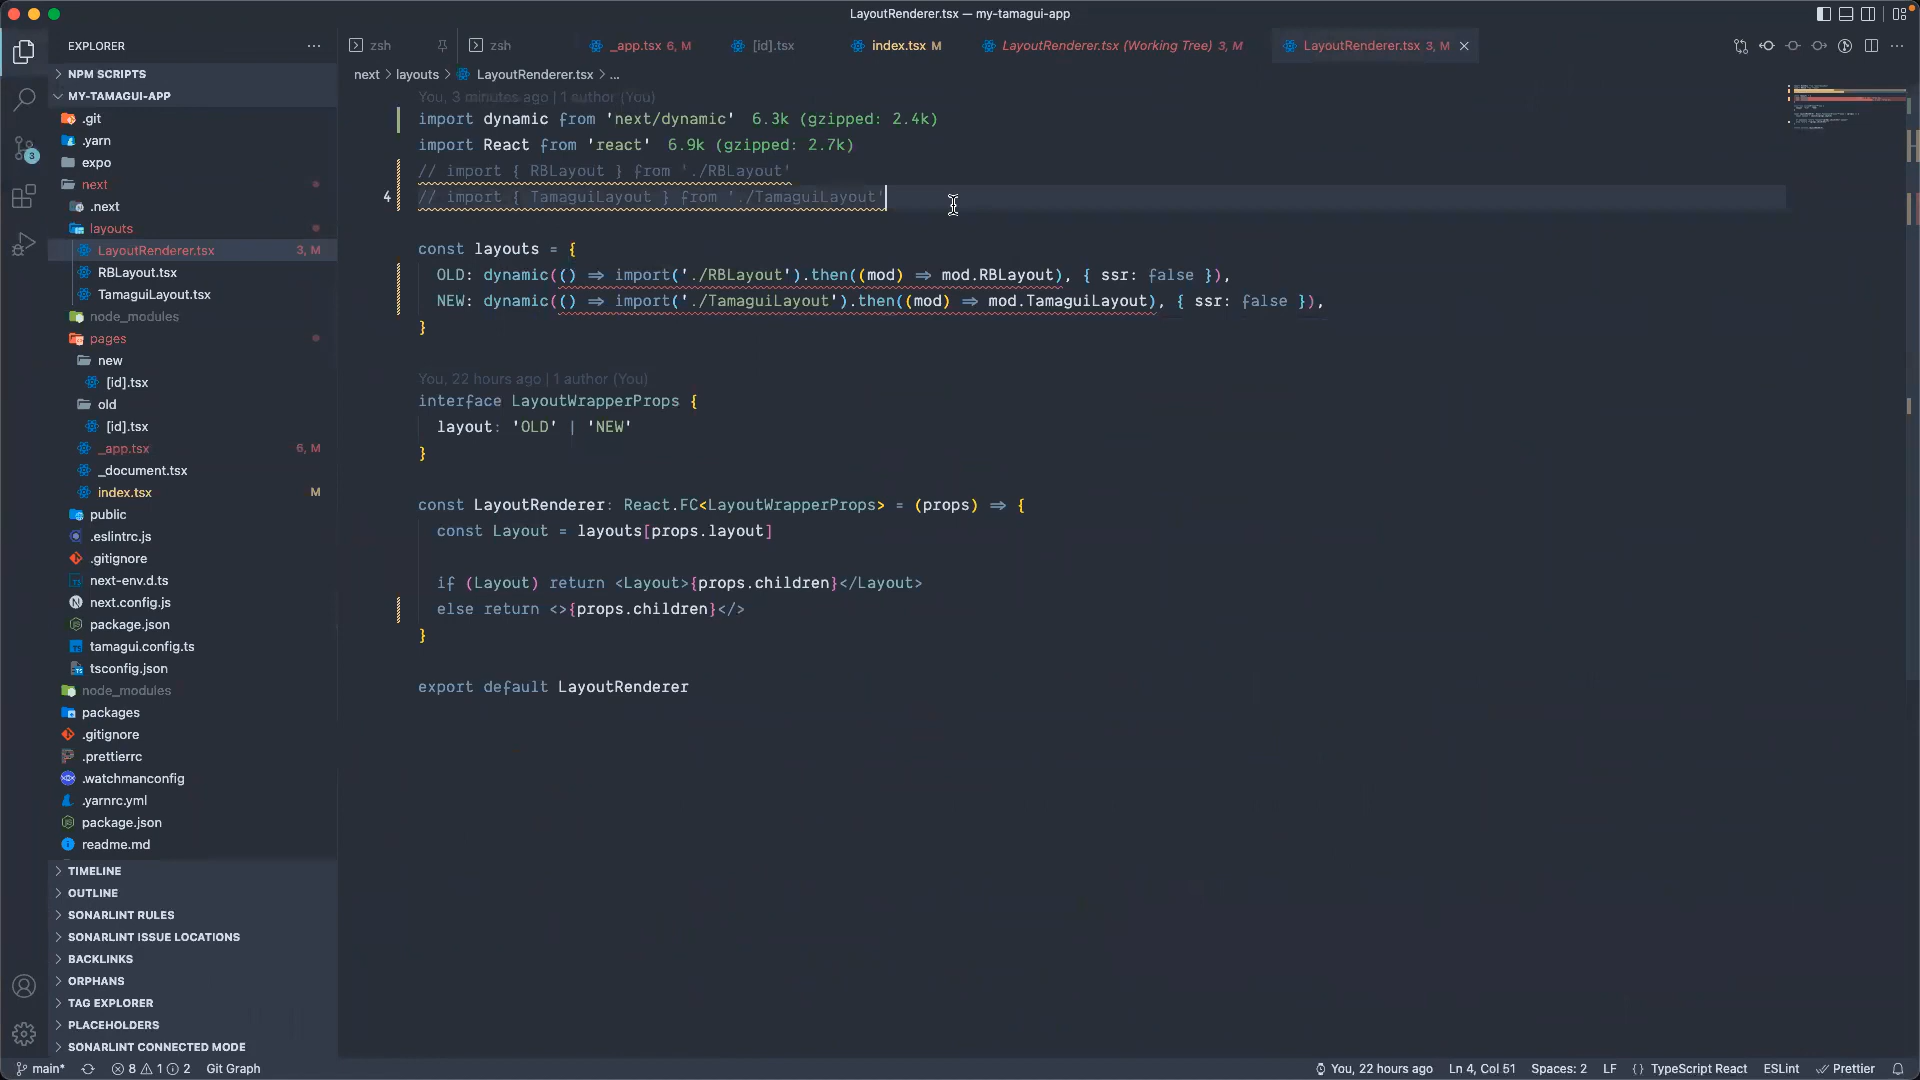 LayoutRenderer.tsx — my-tamagui-app
EXPLORER
zsh
zsh
_app.tsx 6, M
[id].tsx
index.tsx M
LayoutRenderer.tsx (Working Tree) 3, M
LayoutRenderer.tsx 3, M
next > layouts > LayoutRenderer.tsx > ...
NPM SCRIPTS
MY-TAMAGUI-APP
.git
.yarn
expo
next
.next
layouts
LayoutRenderer.tsx 3, M
RBLayout.tsx
TamaguiLayout.tsx
node_modules
pages
new
[id].tsx
old
[id].tsx
_app.tsx 6, M
_document.tsx
index.tsx M
public
.eslintrc.js
.gitignore
next-env.d.ts
next.config.js
package.json
tamagui.config.ts
tsconfig.json
node_modules
packages
.gitignore
.prettierrc
.watchmanconfig
.yarnrc.yml
package.json
readme.md
TIMELINE
OUTLINE
SONARLINT RULES
SONARLINT ISSUE LOCATIONS
BACKLINKS
ORPHANS
TAG EXPLORER
PLACEHOLDERS
SONARLINT CONNECTED MODE
3
You, 3 minutes ago | 1 author (You)
import dynamic from 'next/dynamic' 6.3k (gzipped: 2.4k)
import React from 'react' 6.9k (gzipped: 2.7k)
// import { RBLayout } from './RBLayout'
4 // import { TamaguiLayout } from './TamaguiLayout'
const layouts = {
OLD: dynamic(() => import('./RBLayout').then((mod) => mod.RBLayout), { ssr: false }),
NEW: dynamic(() => import('./TamaguiLayout').then((mod) => mod.TamaguiLayout), { ssr: false }),
}
You, 22 hours ago | 1 author (You)
interface LayoutWrapperProps {
layout: 'OLD' | 'NEW'
}
const LayoutRenderer: React.FC<LayoutWrapperProps> = (props) => {
const Layout = layouts[props.layout]
if (Layout) return <Layout>{props.children}</Layout>
else return <>{props.children}</>
}
export default LayoutRenderer
main* 8 1 2 Git Graph
You, 22 hours ago Ln 4, Col 51 Spaces: 2 LF {} TypeScript React ESLint Prettier